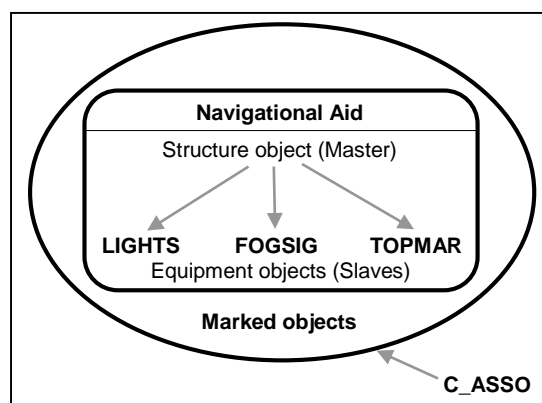 Navigational Aid
Structure object (Master)
LIGHTS FOGSIG TOPMAR
Equipment objects (Slaves)
Marked objects
C_ASSO